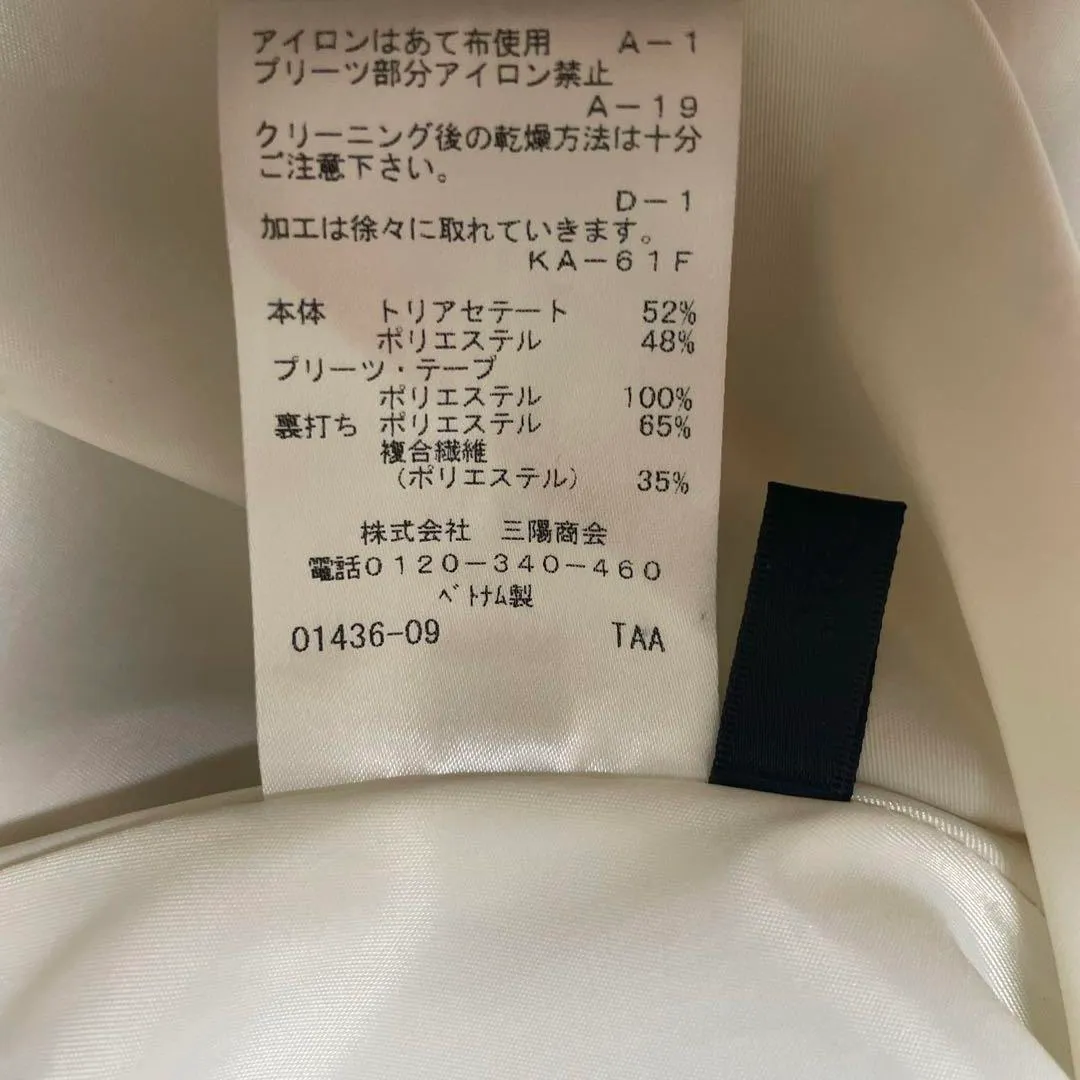 アイロンはあて布使用 A-1
プリーツ部分アイロン禁止
A-19
クリーニング後の乾燥方法は十分
ご注意下さい。
D-1
加工は徐々に取れていきます。
KA-61F
本体 トリアセテート 52%
ポリエステル 48%
プリーツ・テープ
ポリエステル 100%
裏打ち ポリエステル 65%
複合繊維
(ポリエステル) 35%
株式会社 三陽商会
電話0120-340-460
ベトナム製
01436-09 TAA